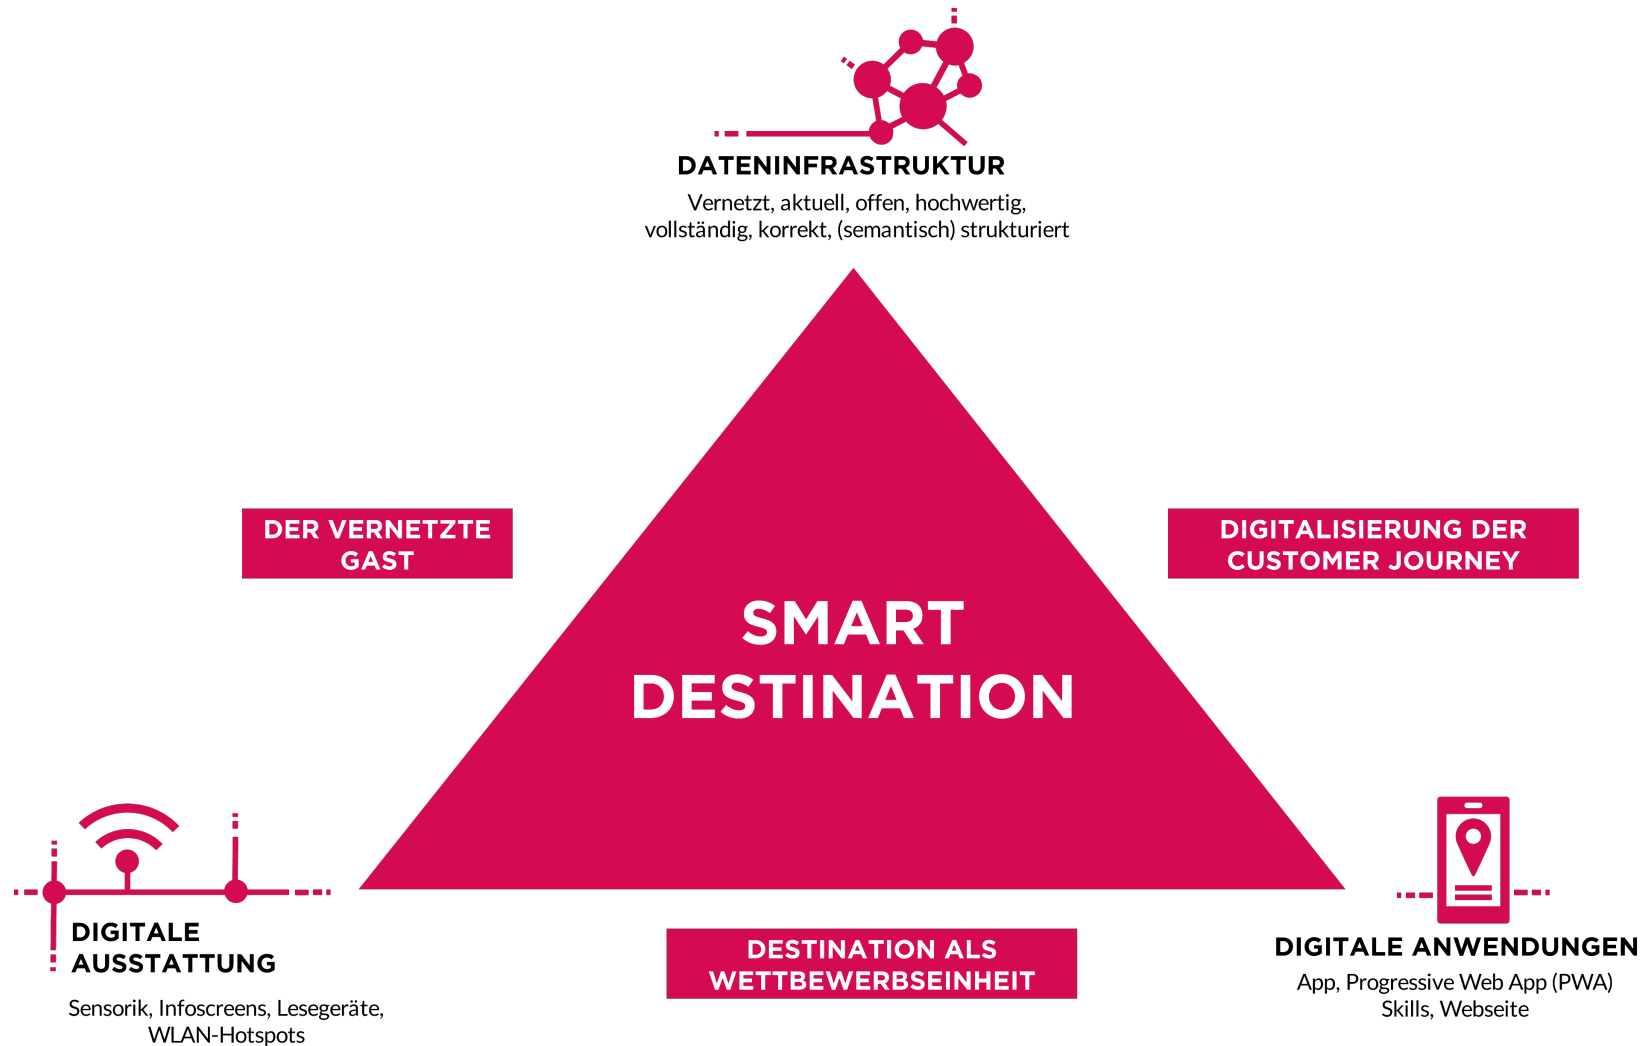 DATENINFRASTRUKTUR
Vernetzt, aktuell, offen, hochwertig,
vollständig, korrekt, (semantisch) strukturiert
DER VERNETZTE
GAST
DIGITALISIERUNG DER
CUSTOMER JOURNEY
SMART
DESTINATION
DIGITALE
AUSSTATTUNG
Sensorik, Infoscreens, Lesegeräte,
WLAN-Hotspots
DESTINATION ALS
WETTBEWERBSEINHEIT
DIGITALE ANWENDUNGEN
App, Progressive Web App (PWA)
Skills, Webseite